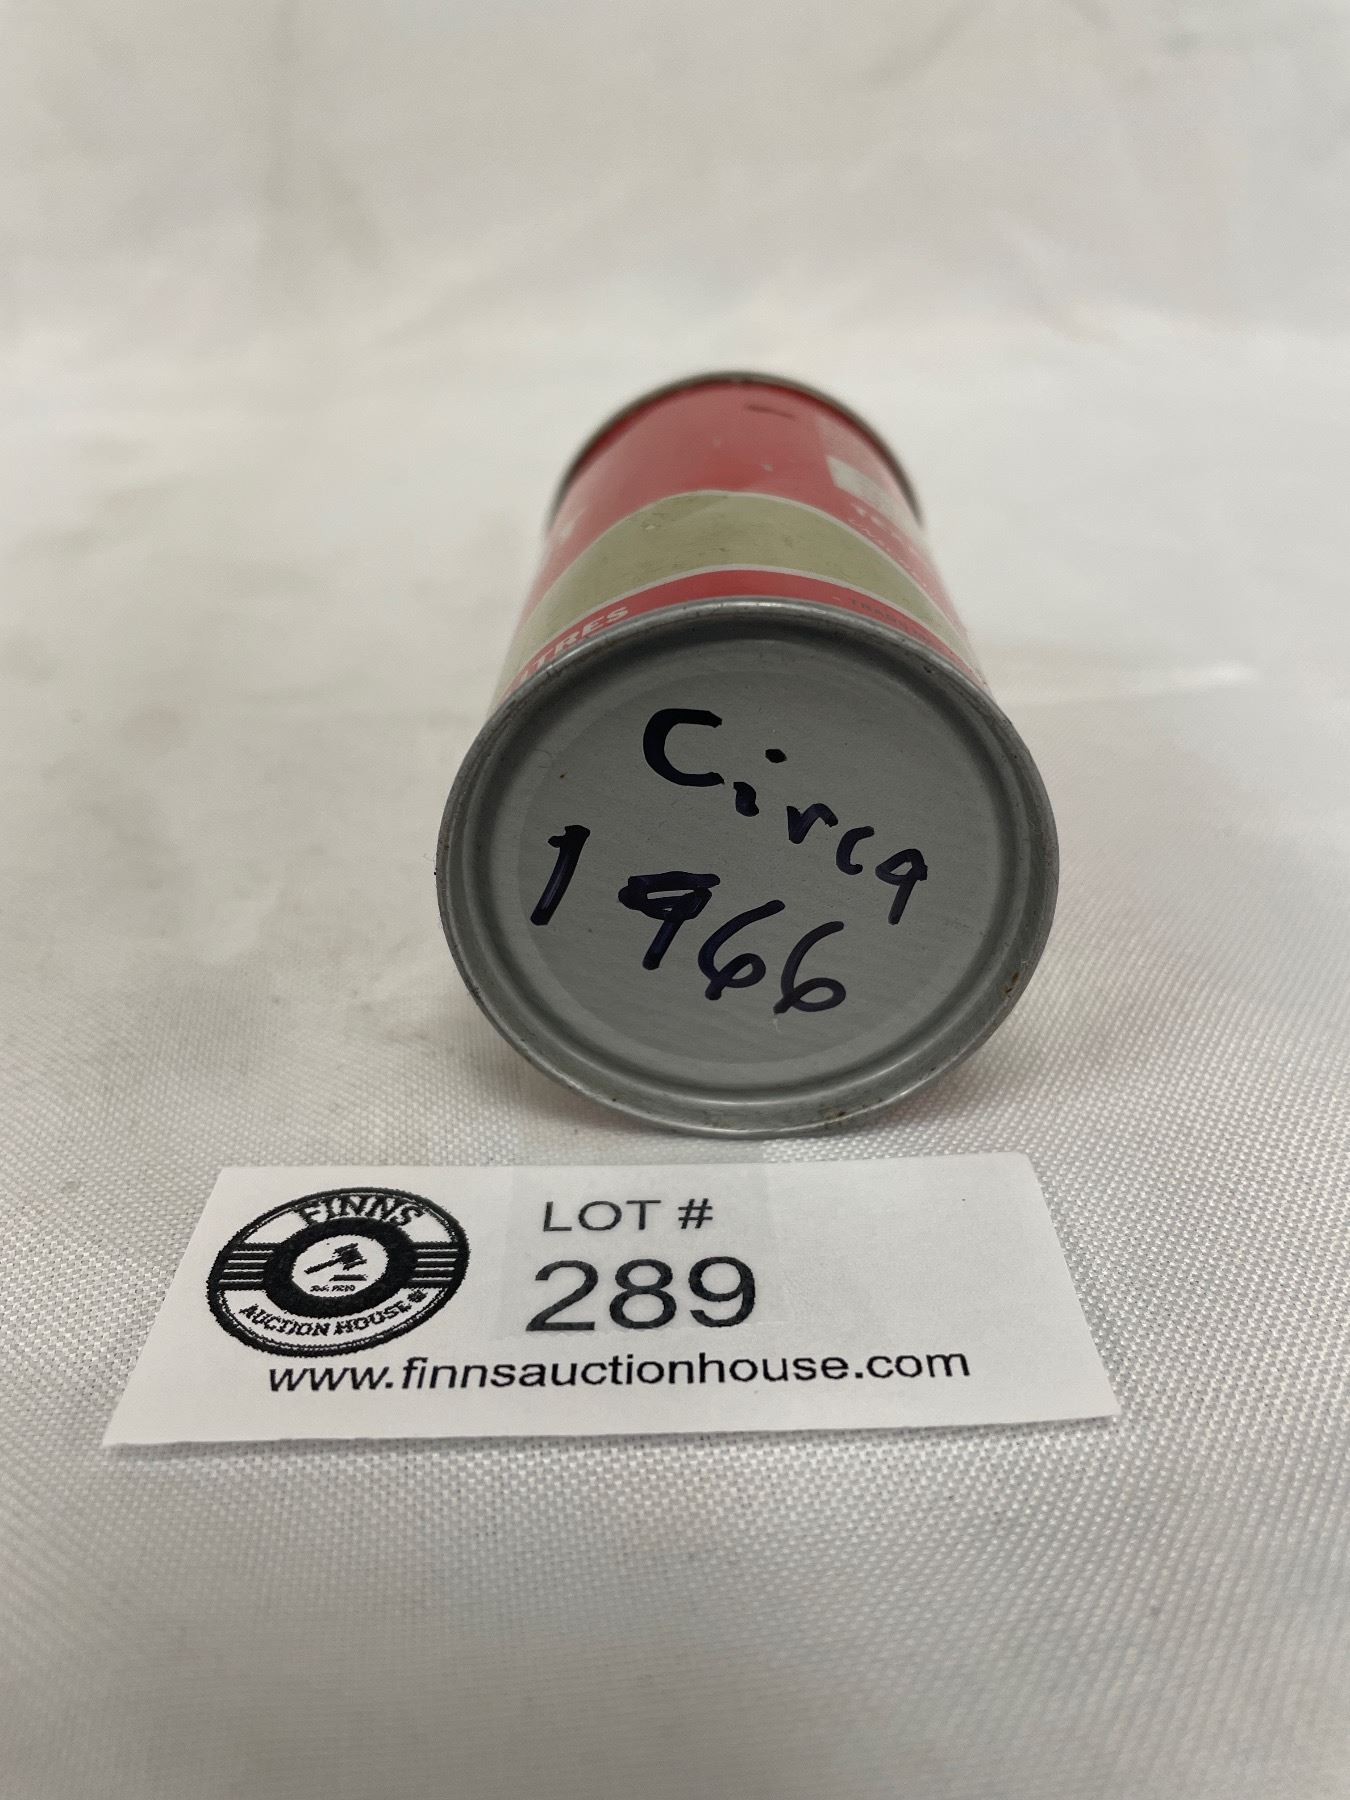 TRES
Circa
1966
FINNS
AUCTION HOUSE
LOT #
289
www.finnsauctionhouse.com